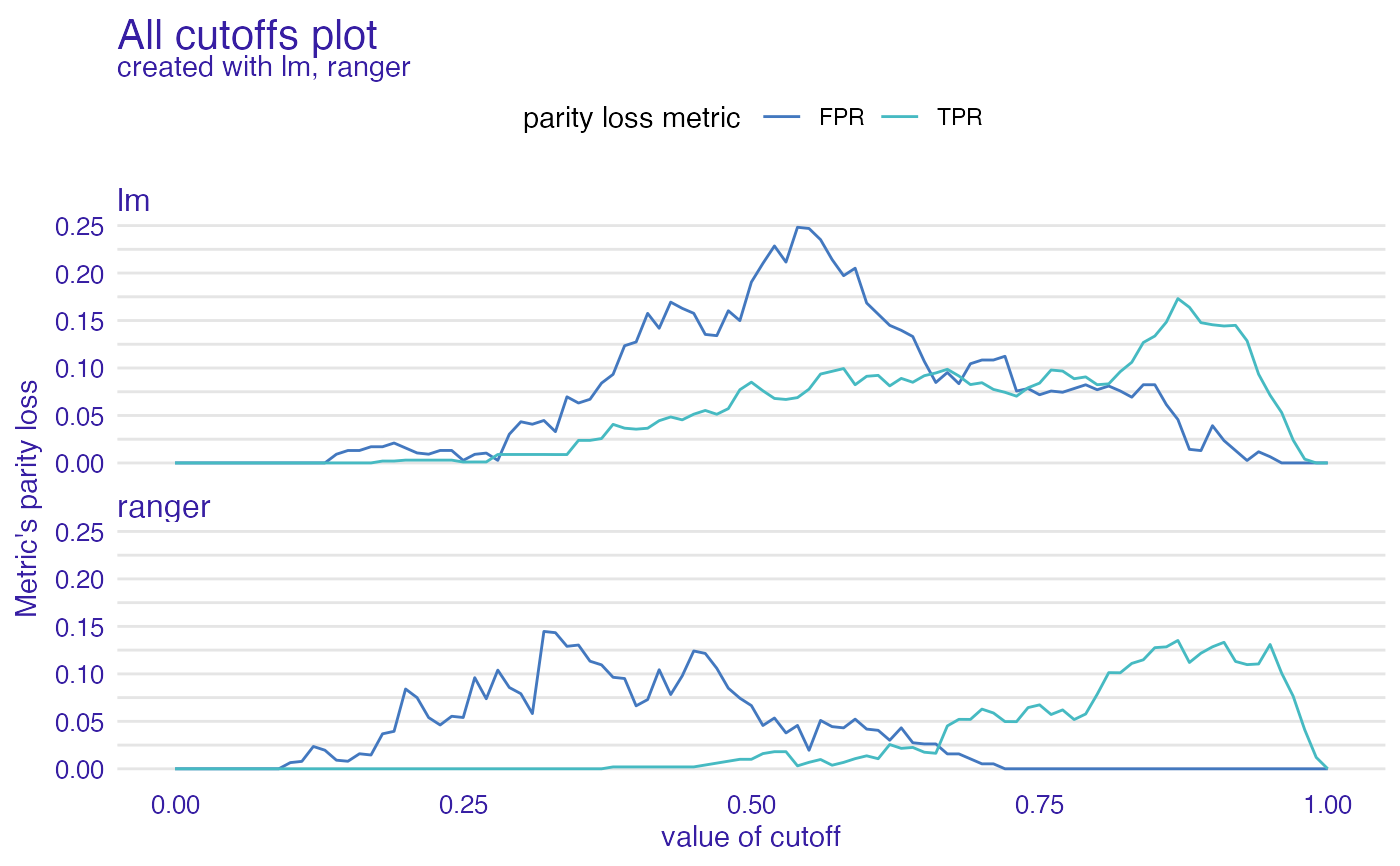 All cutoffs plot
created with lm, ranger
parity loss metric FPR TPR
lm
0.25
0.20
0.15
0.10
0.05
0.00
Metric's parity loss
ranger
0.25
0.20
0.15
0.10
0.05
0.00
0.00 0.25 0.50 0.75 1.00
value of cutoff